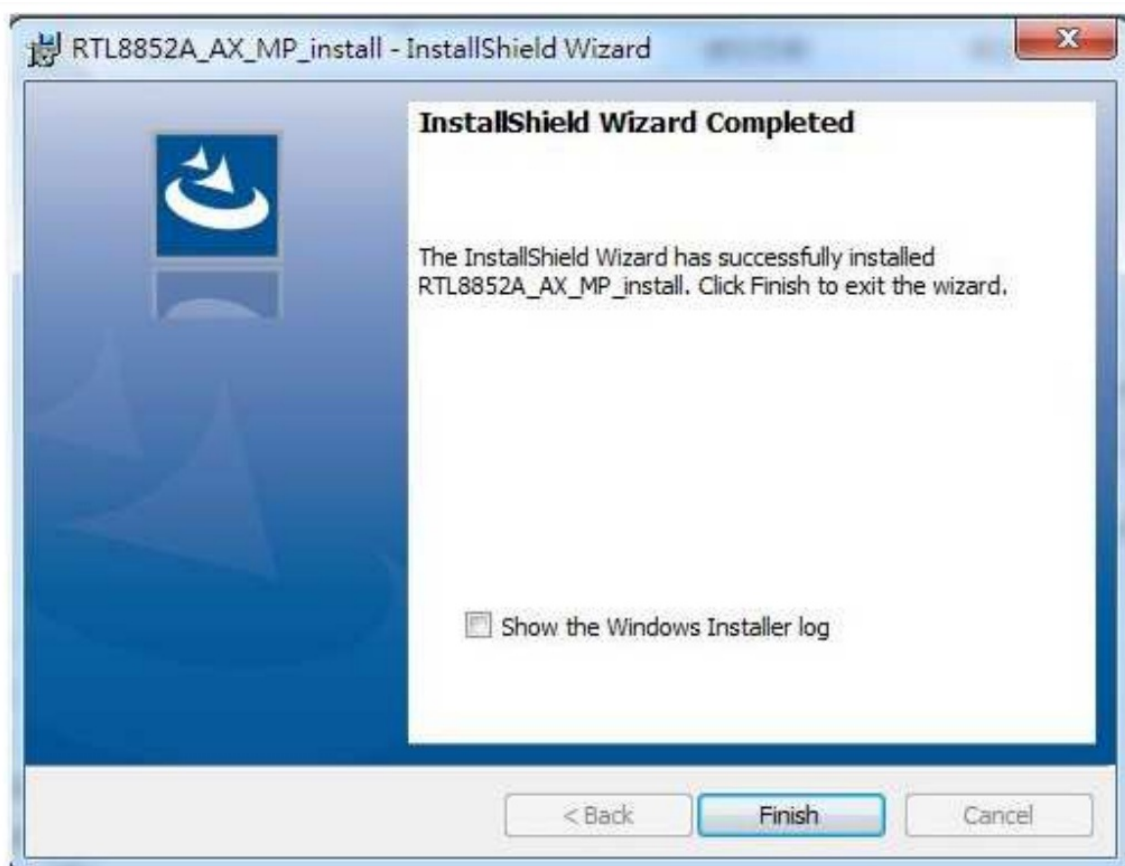 RTL8852A_AX_MP_install - InstallShield Wizard
InstallShield Wizard Completed
The InstallShield Wizard has successfully installed
RTL8852A_AX_MP_install. Click Finish to exit the wizard.
Show the Windows Installer log
< Back
Finish
Cancel